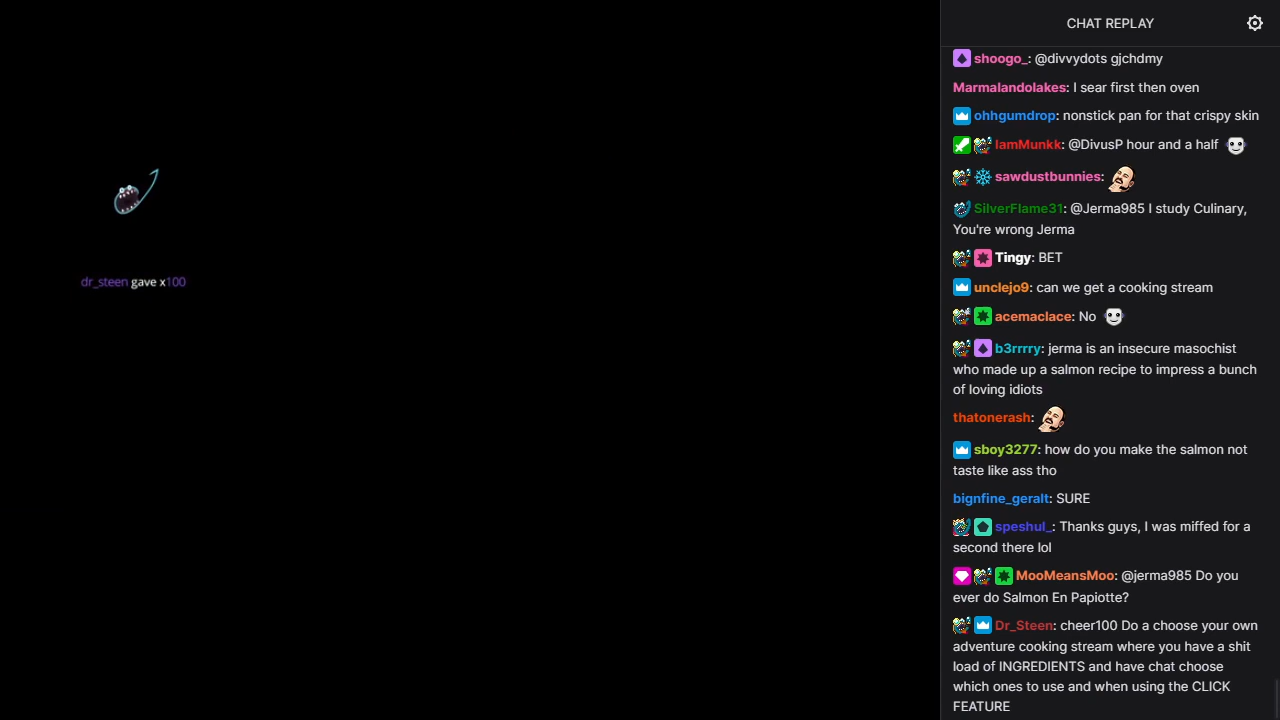 CHAT REPLAY
shoogo_: @divvydots gjchdmy
Marmalandolakes: I sear first then oven
ohhgumdrop: nonstick pan for that crispy skin
IamMunkk: @DivusP hour and a half
sawdustbunnies:
SilverFlame31: @Jerma985 I study Culinary,
You're wrong Jerma
Tingy: BET
unclejo9: can we get a cooking stream
acemaclace: No
b3rrrry: jerma is an insecure masochist
who made up a salmon recipe to impress a bunch
of loving idiots
thatonerash:
sboy3277: how do you make the salmon not
taste like ass tho
bignfine_geralt: SURE
speshul_: Thanks guys, I was miffed for a
second there lol
MooMeansMoo: @jerma985 Do you
ever do Salmon En Papiotte?
Dr_Steen: cheer100 Do a choose your own
adventure cooking stream where you have a shit
load of INGREDIENTS and have chat choose
which ones to use and when using the CLICK
FEATURE
dr_steen gave x100